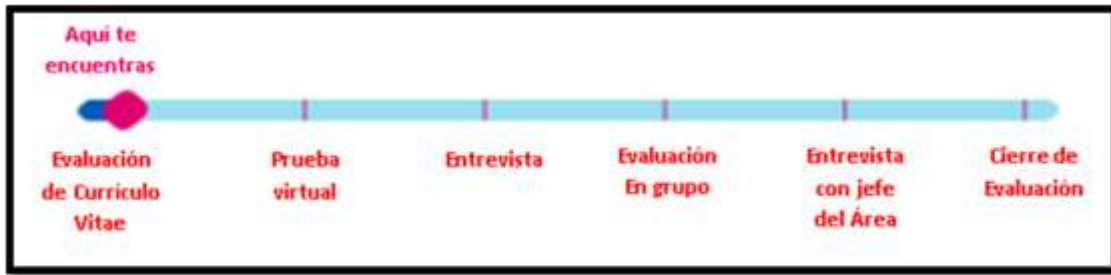 Aquí te
encuentras
Evaluación
de Currículo
Vitae
Prueba
virtual
Entrevista
Evaluación
En grupo
Entrevista
con jefe
del Área
Cierre de
Evaluación